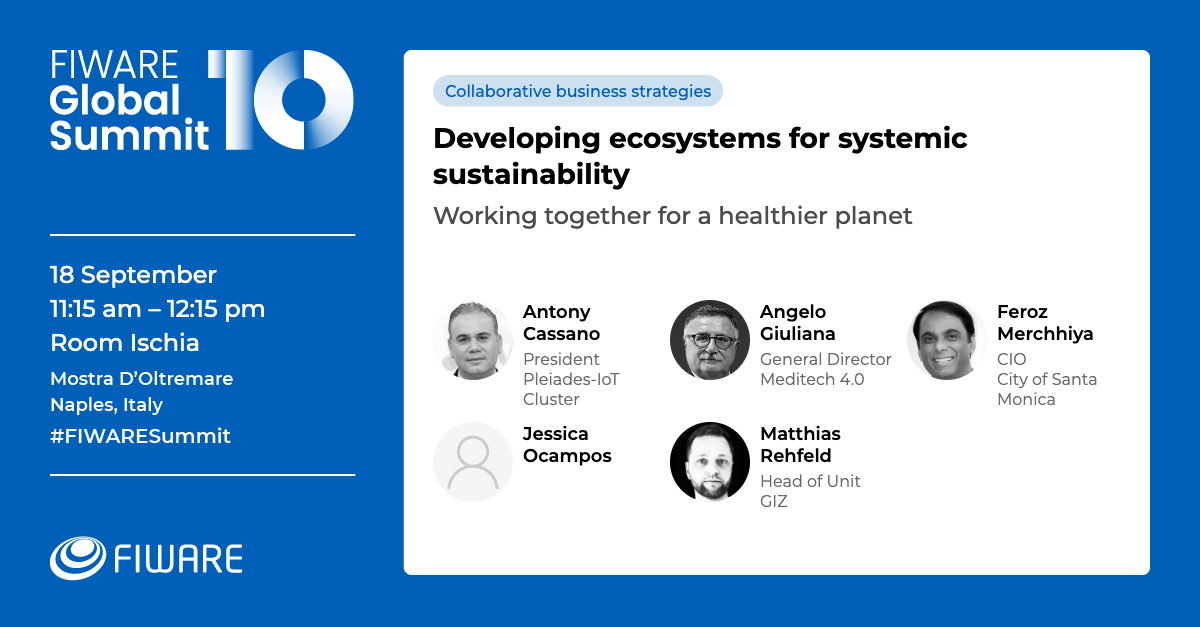 FIWARE
Global
Summit
10
18 September
11:15 am – 12:15 pm
Room Ischia
Mostra D’Oltremare
Naples, Italy
#FIWARESummit
FIWARE
Collaborative business strategies
Developing ecosystems for systemic
sustainability
Working together for a healthier planet
Antony
Cassano
President
Pleiades-IoT
Cluster
Angelo
Giuliana
General Director
Meditech 4.0
Feroz
Merchhiya
CIO
City of Santa
Monica
Jessica
Ocampos
Matthias
Rehfeld
Head of Unit
GIZ